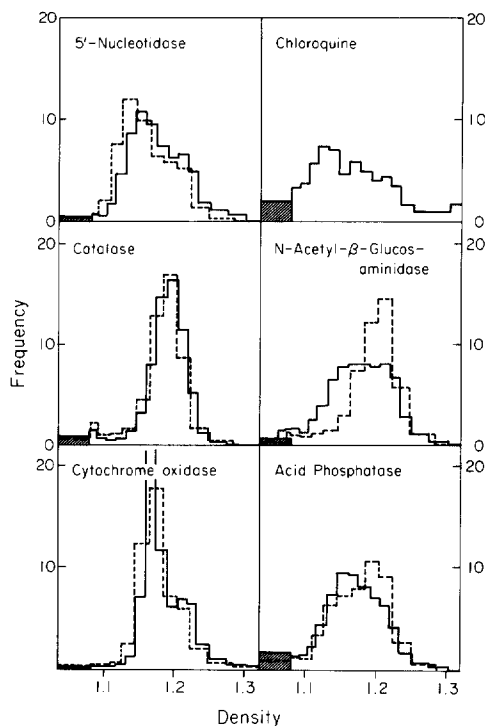 20
5'-Nucleotidase
10
0
Chloroquine
20
10
0
20
Catalase
10
0
N-Acetyl-β-Glucos-
aminidase
20
10
0
20
Cytochrome oxidase
10
Acid Phosphatase
20
10
1.1 1.2 1.3
1.1 1.2 1.3
Frequency
Density